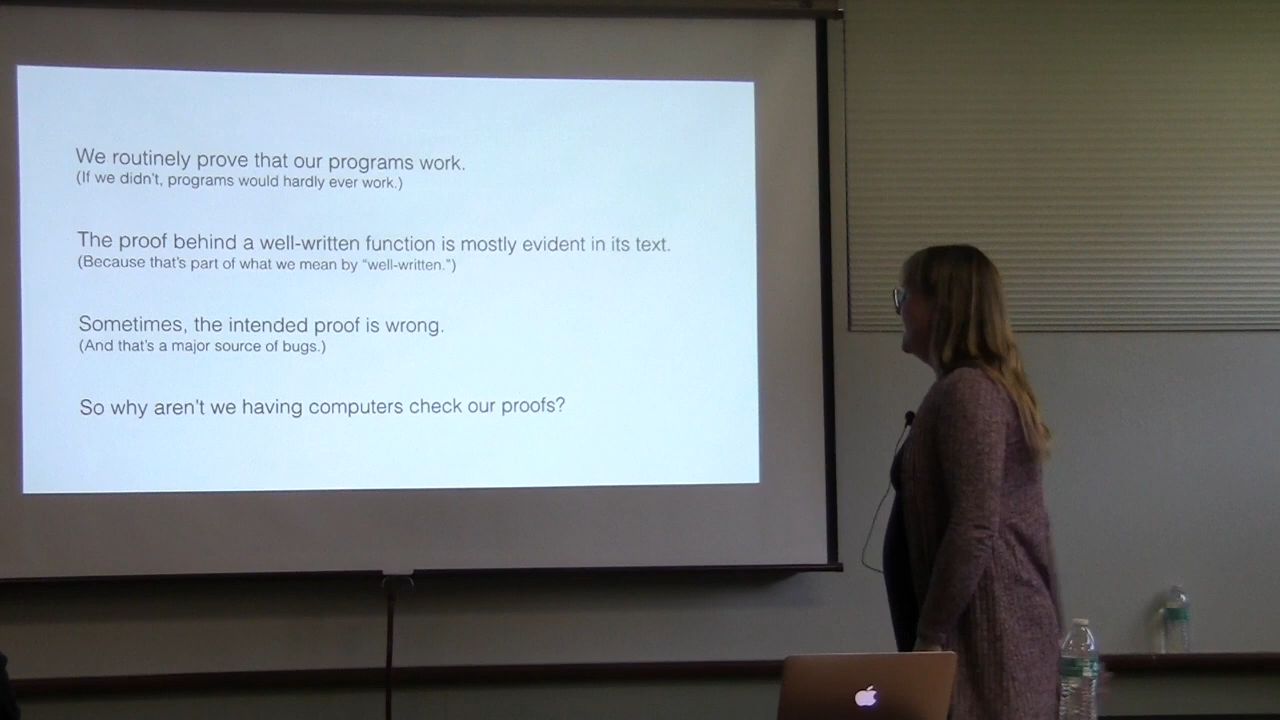 We routinely prove that our programs work.
(If we didn't, programs would hardly ever work.)
The proof behind a well-written function is mostly evident in its text.
(Because that's part of what we mean by “well-written.”)
Sometimes, the intended proof is wrong.
(And that's a major source of bugs.)
So why aren't we having computers check our proofs?